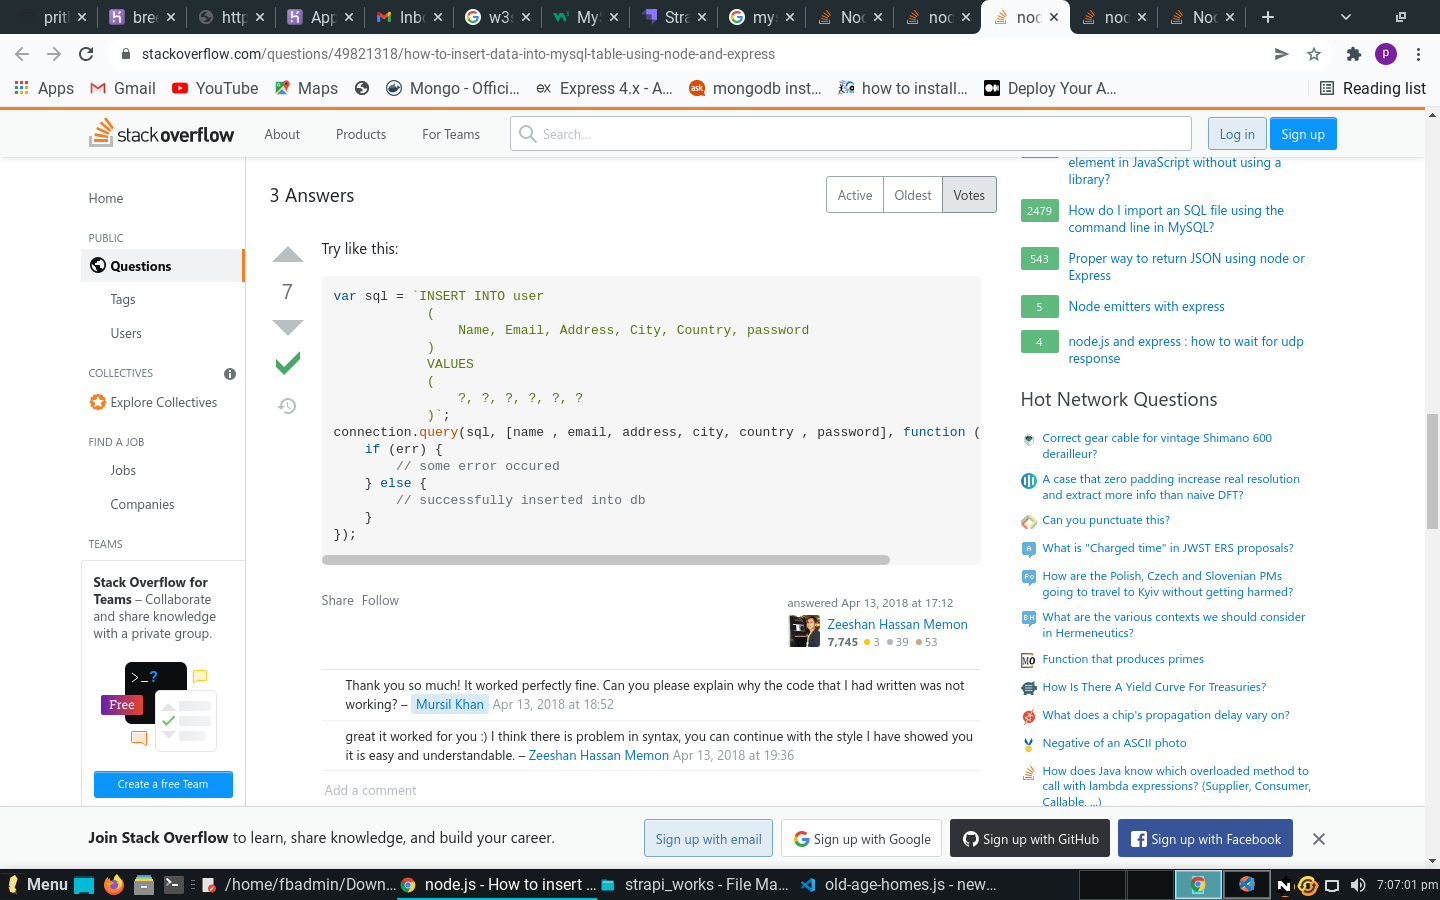 prith
bree
http
App
Inbo
w3s
MyS
Stra
mys
Noc
nod
nod
nod
Noc
stackoverflow.com/questions/49821318/how-to-insert-data-into-mysql-table-using-node-and-express
p
Apps
Gmail
YouTube
Maps
Mongo - Offici...
ex Express 4.x - A...
ask mongodb inst...
how to install...
Deploy Your A...
Reading list
stackoverflow
About
Products
For Teams
Search...
Log in
Sign up
Home
PUBLIC
Questions
Tags
Users
COLLECTIVES
Explore Collectives
FIND A JOB
Jobs
Companies
TEAMS
Stack Overflow for
Teams – Collaborate
and share knowledge
with a private group.
>_?
Free
Create a free Team
3 Answers
Active
Oldest
Votes
7
Try like this:
var sql = `INSERT INTO user
(
Name, Email, Address, City, Country, password
)
VALUES
(
?, ?, ?, ?, ?, ?
)`;
connection.query(sql, [name , email, address, city, country , password], function (
if (err) {
// some error occured
} else {
// successfully inserted into db
}
});
Share Follow
answered Apr 13, 2018 at 17:12
Zeeshan Hassan Memon
7,745 3 39 53
Thank you so much! It worked perfectly fine. Can you please explain why the code that I had written was not
working? – Mursil Khan Apr 13, 2018 at 18:52
great it worked for you :) I think there is problem in syntax, you can continue with the style I have showed you
it is easy and understandable. – Zeeshan Hassan Memon Apr 13, 2018 at 19:36
Add a comment
element in JavaScript without using a
library?
2479 How do I import an SQL file using the
command line in MySQL?
543 Proper way to return JSON using node or
Express
5 Node emitters with express
4 node.js and express : how to wait for udp
response
Hot Network Questions
Correct gear cable for vintage Shimano 600
derailleur?
A case that zero padding increase real resolution
and extract more info than naive DFT?
Can you punctuate this?
What is "Charged time" in JWST ERS proposals?
How are the Polish, Czech and Slovenian PMs
going to travel to Kyiv without getting harmed?
What are the various contexts we should consider
in Hermeneutics?
Function that produces primes
How Is There A Yield Curve For Treasuries?
What does a chip's propagation delay vary on?
Negative of an ASCII photo
How does Java know which overloaded method to
call with lambda expressions? (Supplier, Consumer,
Callable, ...)
Join Stack Overflow to learn, share knowledge, and build your career.
Sign up with email
Sign up with Google
Sign up with GitHub
Sign up with Facebook
Menu
/home/fbadmin/Down...
node.js - How to insert ...
strapi_works - File Ma...
old-age-homes.js - new...
7:07:01 pm